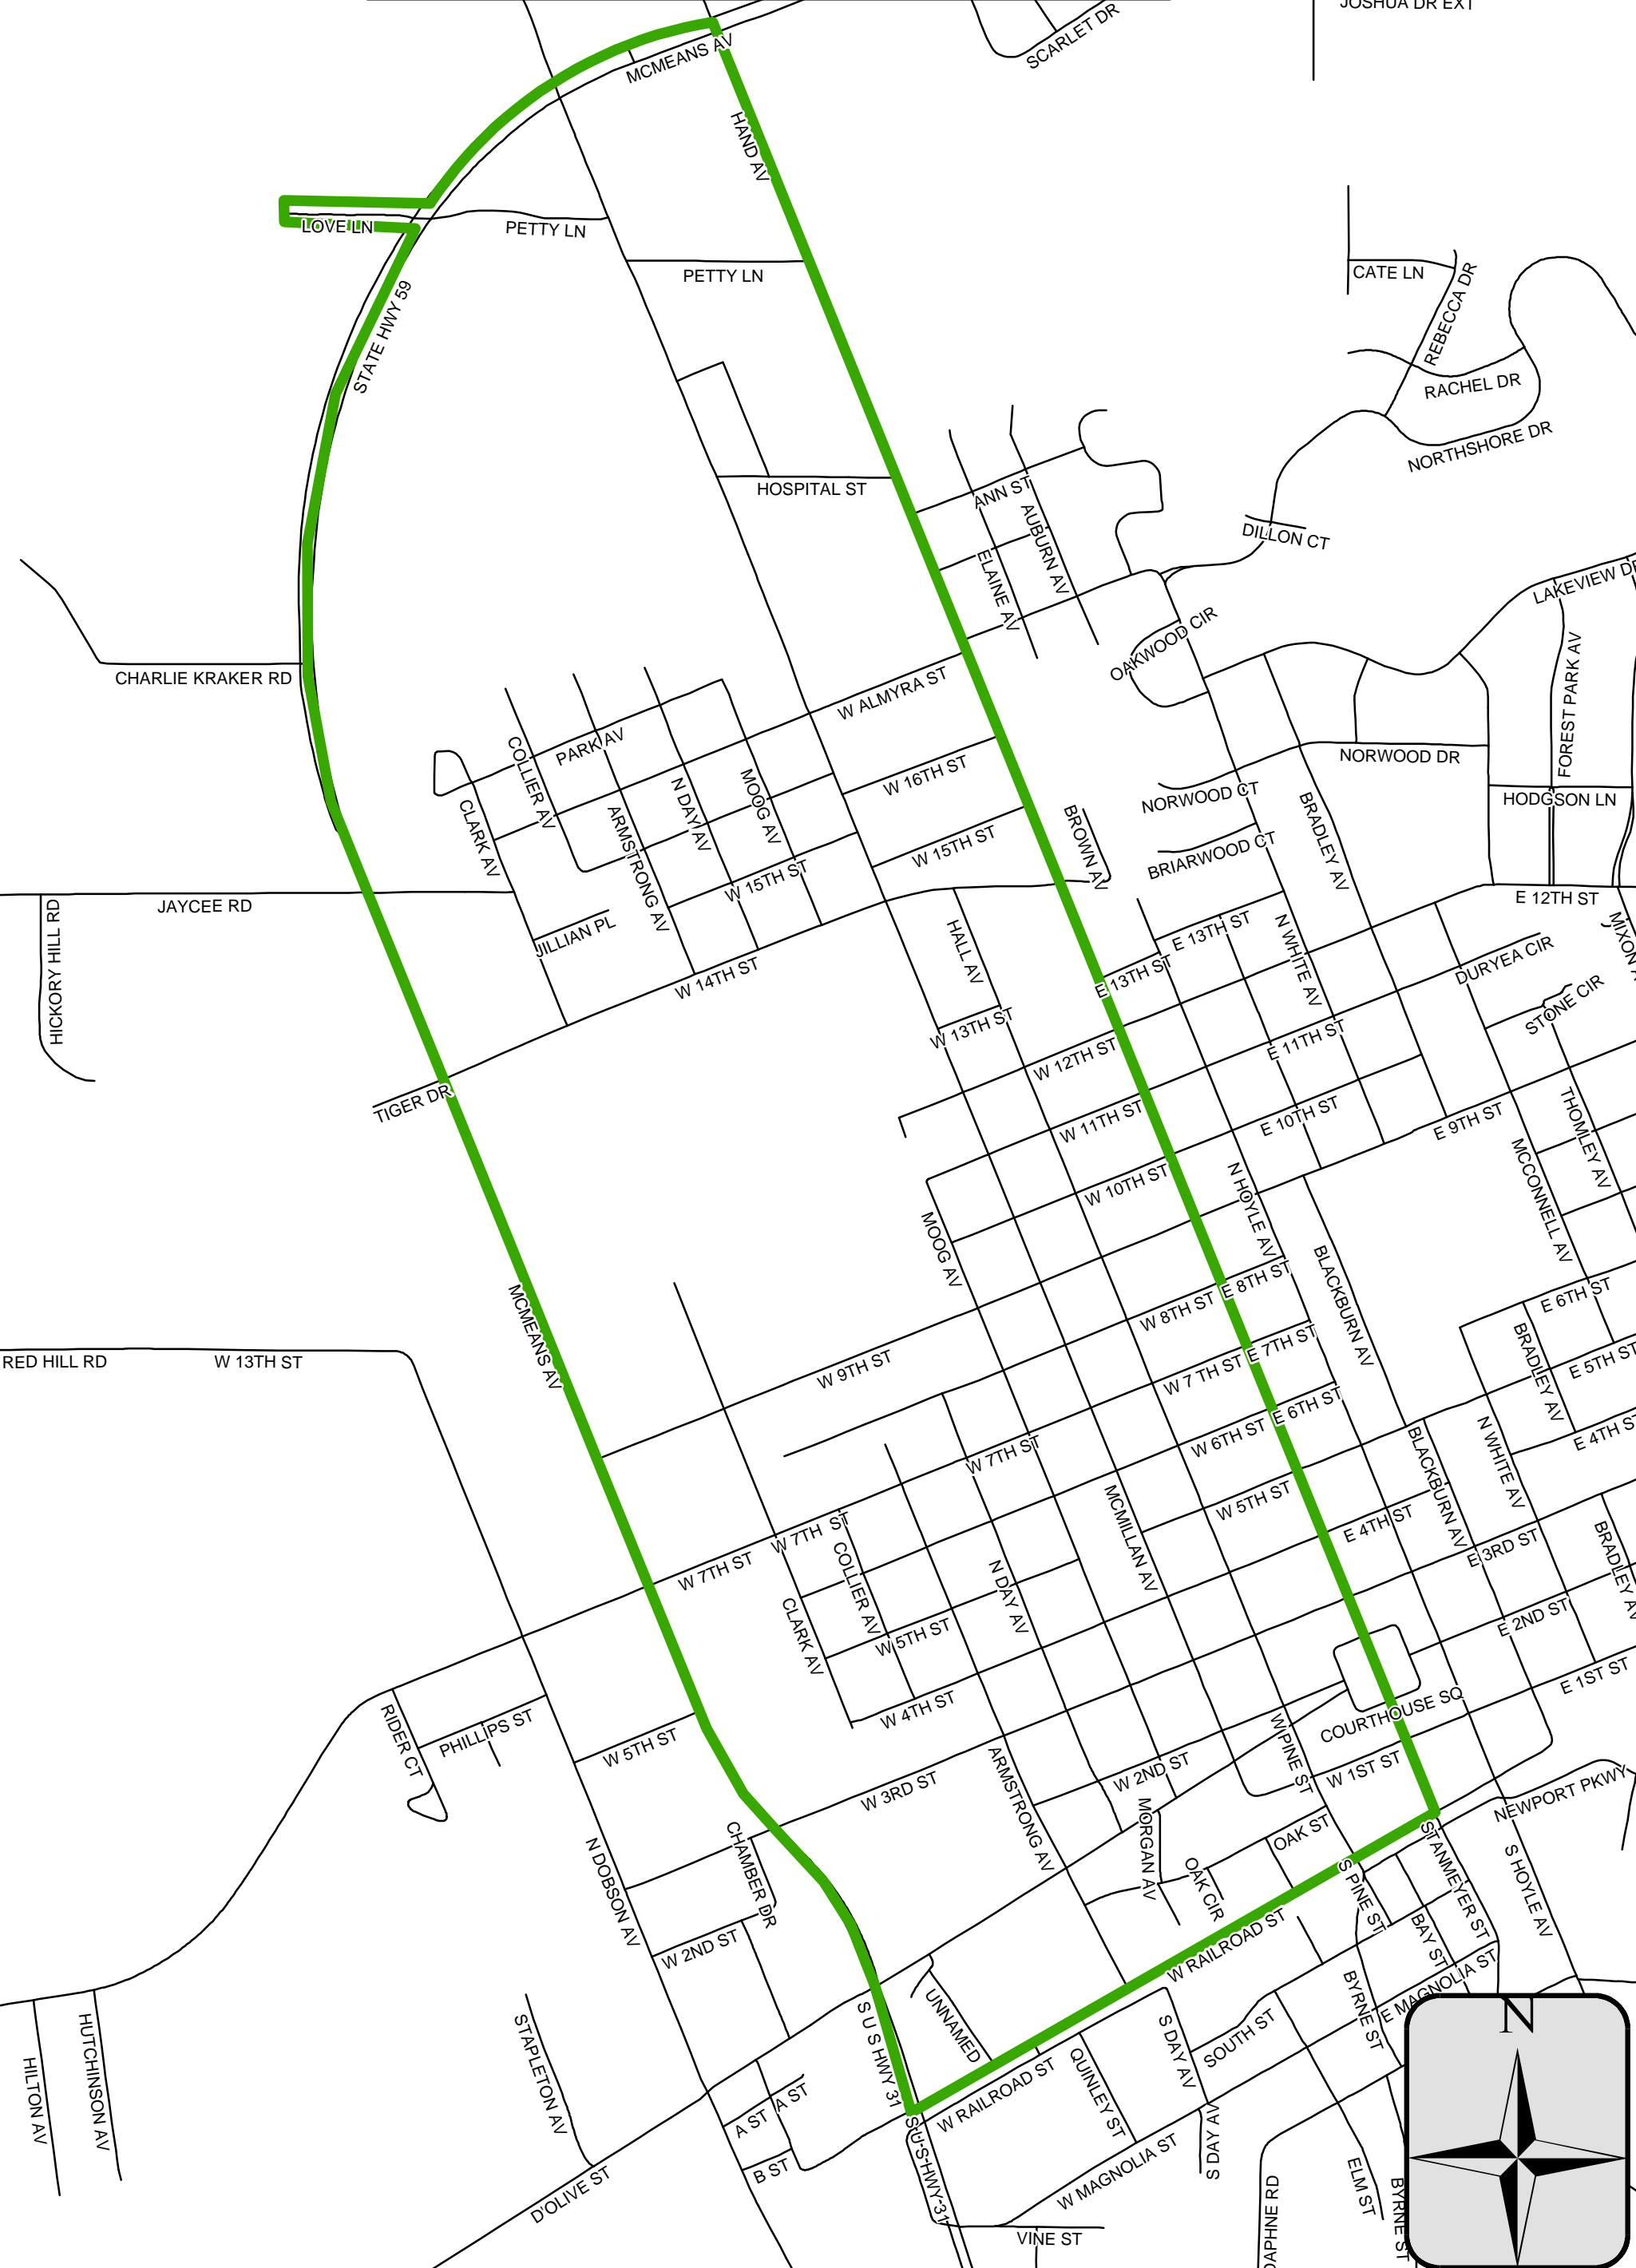 JOSHUA DR EXT
SCARLET DR
MCMEANS AV
HAND AV
LOVE LN
PETTY LN
PETTY LN
CATE LN
REBECCA DR
STATE HWY 59
RACHEL DR
NORTHSHORE DR
HOSPITAL ST
ANN ST
AUBURN AV
ELAINE AV
DILLON CT
LAKEVIEW DR
OAKWOOD CIR
CHARLIE KRAKER RD
W ALMYRA ST
FOREST PARK AV
PARK AV
COLLIER AV
NORWOOD DR
W 16TH ST
N DAY AV
MOOG AV
NORWOOD CT
HODGSON LN
CLARK AV
ARMSTRONG AV
BROWN AV
BRADLEY AV
W 15TH ST
BRIARWOOD CT
W 15TH ST
JAYCEE RD
E 12TH ST
HICKORY HILL RD
JILLIAN PL
HALL AV
E 13TH ST
N WHITE AV
MIXON A
DURYEA CIR
W 14TH ST
E 13TH ST
STONE CIR
W 13TH ST
E 11TH ST
W 12TH ST
TIGER DR
W 11TH ST
E 10TH ST
E 9TH ST
THOMLEY AV
MCCONNELL AV
W 10TH ST
N HOYLE AV
MOOG AV
E 8TH ST
BLACKBURN AV
E 6TH ST
MCMEANS AV
W 8TH ST
RED HILL RD
W 13TH ST
E 7TH ST
BRADLEY AV
E 5TH ST
W 9TH ST
W 7 TH ST
E 6TH ST
W 6TH ST
E 4TH ST
W 7TH ST
N WHITE AV
BLACKBURN AV
W 5TH ST
MCMILLAN AV
E 4TH ST
W 7TH ST
E 3RD ST
BRADLEY AV
W 7TH ST
COLLIER AV
N DAY AV
E 2ND ST
CLARK AV
W 5TH ST
E 1ST ST
W 4TH ST
COURTHOUSE SQ
RIDER CT
PHILLIPS ST
W 5TH ST
W PINE ST
W 2ND ST
W 1ST ST
NEWPORT PKWY
W 3RD ST
ARMSTRONG AV
MORGAN AV
OAK ST
CHAMBER DR
STANMEYER ST
N DOBSON AV
OAK CIR
S PINE ST
S HOYLE AV
W 2ND ST
W RAILROAD ST
BAY ST
E MAGNOLIA ST
BYRNE ST
UNNAMED
S U S HWY 31
N
STAPLETON AV
HUTCHINSON AV
HILTON AV
SOUTH ST
S DAY AV
QUINLEY ST
W RAILROAD ST
A ST
A ST
S DAY AV
S U S HWY 31
B ST
W MAGNOLIA ST
ELM ST
BYRNE ST
D'OLIVE ST
DAPHNE RD
VINE ST